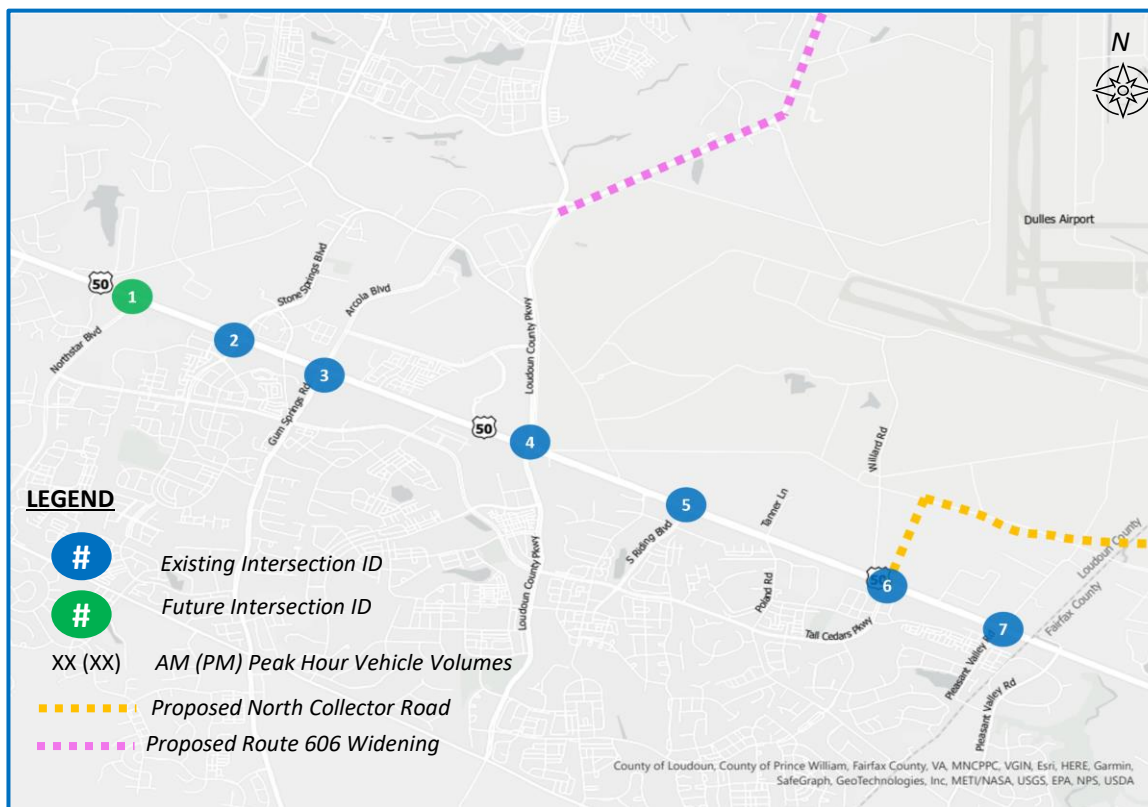 N
Dulles Airport
50
1
Stone Springs Blvd
Arcola Blvd
Loudoun County Pkwy
Northstar Blvd
2
3
Gum Springs Rd
50
4
Willard Rd
5
Tanner Ln
S Riding Blvd
Loudoun County Pkwy
Poland Rd
Tall Cedars Pkwy
50
6
7
Loudoun County
Fairfax County
Pleasant Valley Rd
Pleasant Valley Rd
LEGEND
# Existing Intersection ID
# Future Intersection ID
XX (XX) AM (PM) Peak Hour Vehicle Volumes
Proposed North Collector Road
Proposed Route 606 Widening
County of Loudoun, County of Prince William, Fairfax County, VA, MNCPPC, VGIN, Esri, HERE, Garmin,
SafeGraph, GeoTechnologies, Inc, METI/NASA, USGS, EPA, NPS, USDA